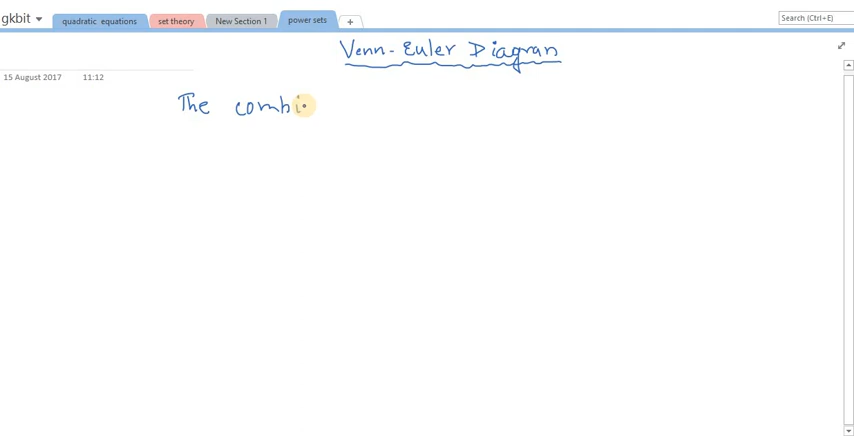 gkbit
quadratic equations
set theory
New Section 1
power sets
Search (Ctrl+E)
Venn-Euler Diagram
15 August 2017 11:12
The combi